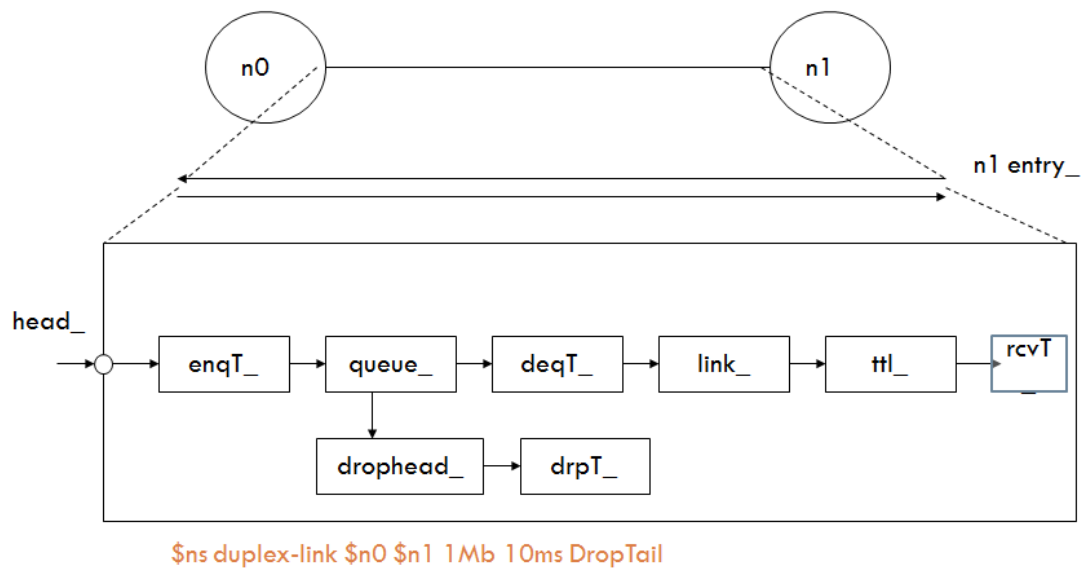 n0
n1
n1 entry_
head_
enqT_
queue_
deqT_
link_
ttl_
rcvT
_
drophead_
drpT_
$ns duplex-link $n0 $n1 1Mb 10ms DropTail